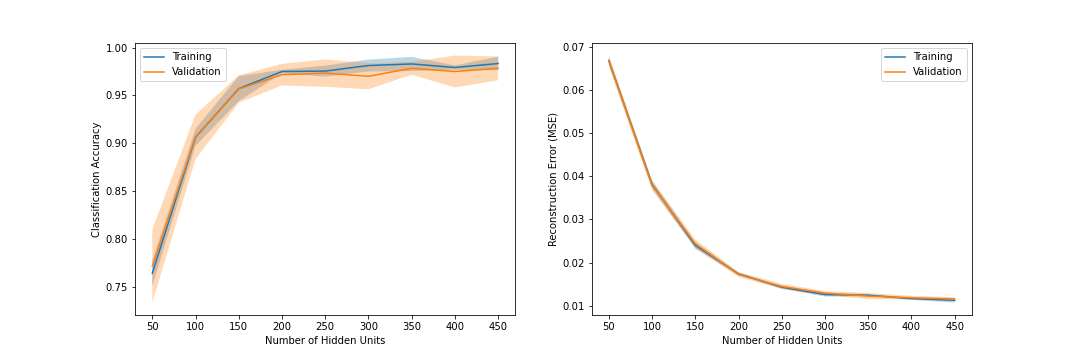 1.00
0.95
0.90
0.85
0.80
0.75
Classification Accuracy
Training
Validation
50 100 150 200 250 300 350 400 450
Number of Hidden Units
0.07
0.06
0.05
0.04
0.03
0.02
0.01
Reconstruction Error (MSE)
Training
Validation
50 100 150 200 250 300 350 400 450
Number of Hidden Units